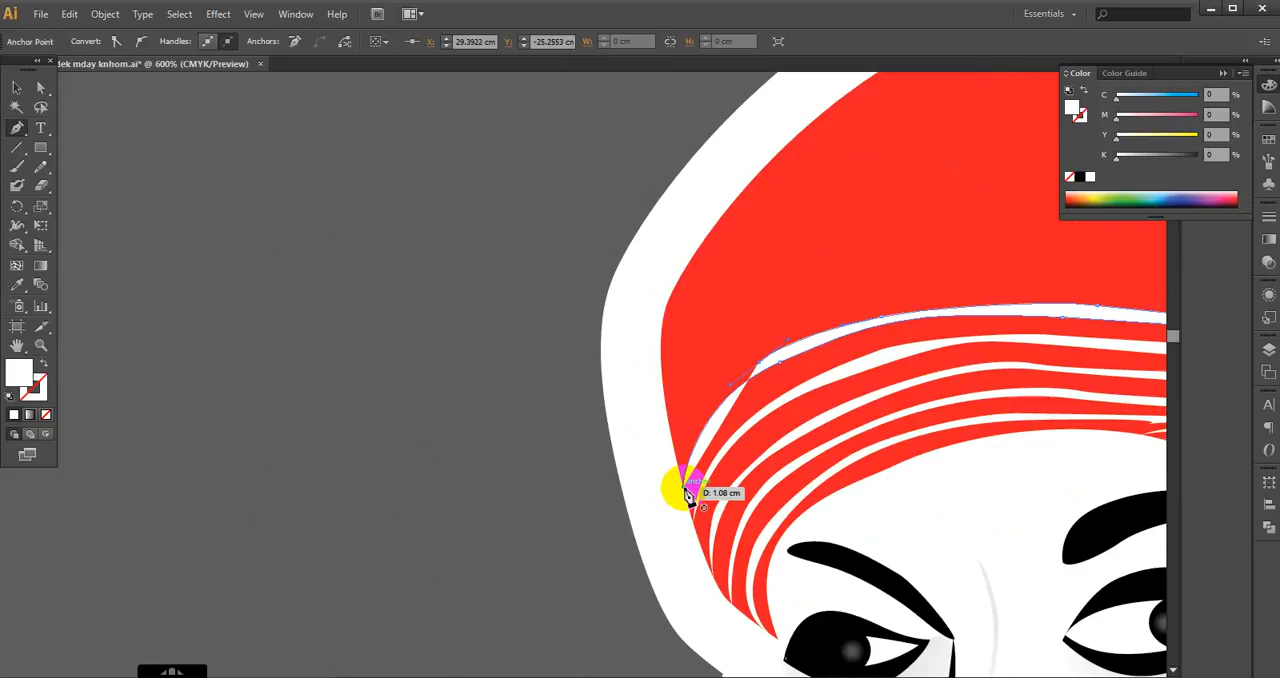 Ai File Edit Object Type Select Effect View Window Help Br Essentials
Anchor Point Convert: Handles: Anchors: X: 29.3922 cm Y: -25.2553 cm W: 0 cm H: 0 cm
dek mday knhom.ai* @ 600% (CMYK/Preview) ×
Color Color Guide
C 0 %
M 0 %
Y 0 %
K 0 %
D: 1.08 cm